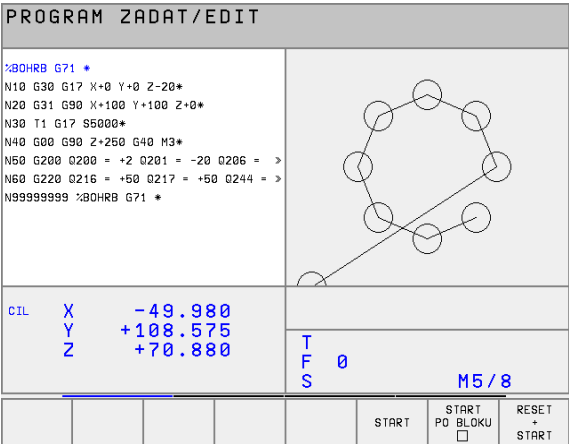 PROGRAM ZADAT/EDIT
%BOHRB G71 *
N10 G30 G17 X+0 Y+0 Z-20*
N20 G31 G90 X+100 Y+100 Z+0*
N30 T1 G17 S5000*
N40 G00 G90 Z+250 G40 M3*
N50 G200 Q200 = +2 Q201 = -20 Q206 = »
N60 G220 Q216 = +50 Q217 = +50 Q244 = »
N99999999 %BOHRB G71 *
CIL X -49.980
Y +108.575
Z +70.880
T
F 0
S M5/8
START
START PO BLOKU
RESET + START